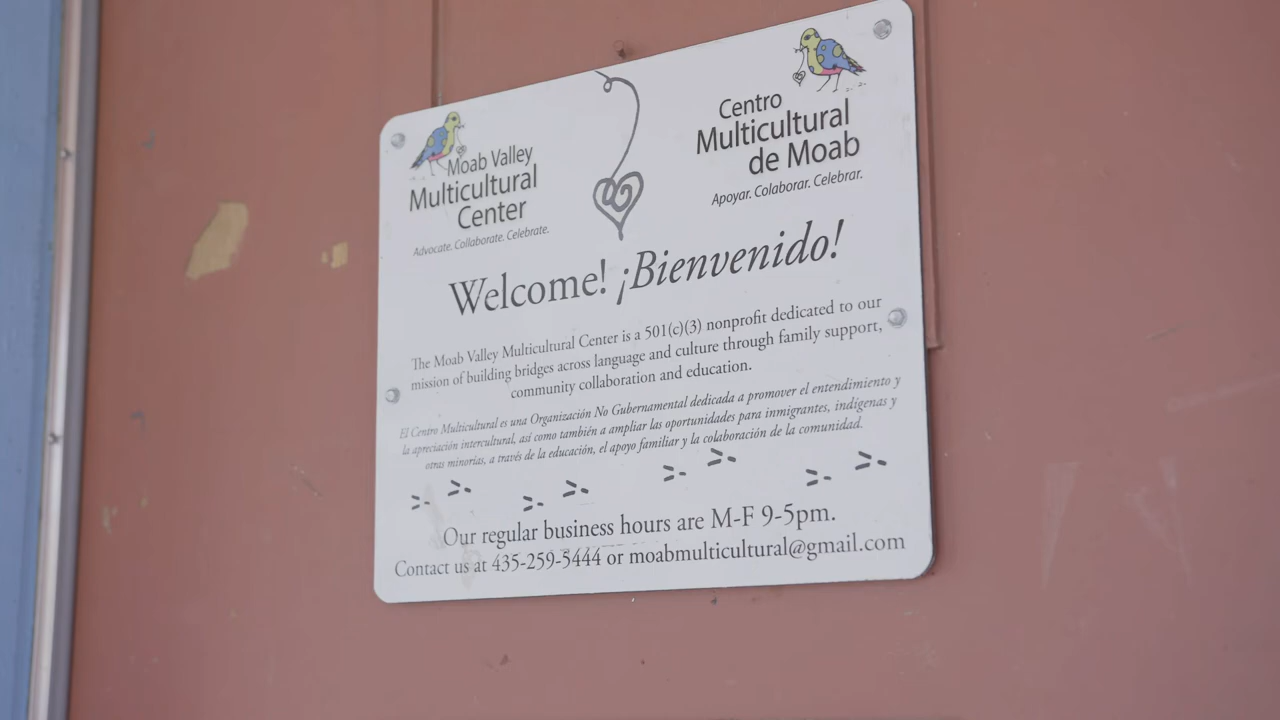 Moab Valley
Multicultural
Center
Advocate. Collaborate. Celebrate.
Centro
Multicultural
de Moab
Apoyar. Colaborar. Celebrar.
Welcome! ¡Bienvenido!
The Moab Valley Multicultural Center is a 501(c)(3) nonprofit dedicated to our
mission of building bridges across language and culture through family support,
community collaboration and education.
El Centro Multicultural es una Organización No Gubernamental dedicada a promover el entendimiento y
la apreciación intercultural, así como también a ampliar las oportunidades para inmigrantes, indígenas y
otras minorías, a través de la educación, el apoyo familiar y la colaboración de la comunidad.
Our regular business hours are M-F 9-5pm.
Contact us at 435-259-5444 or moabmulticultural@gmail.com